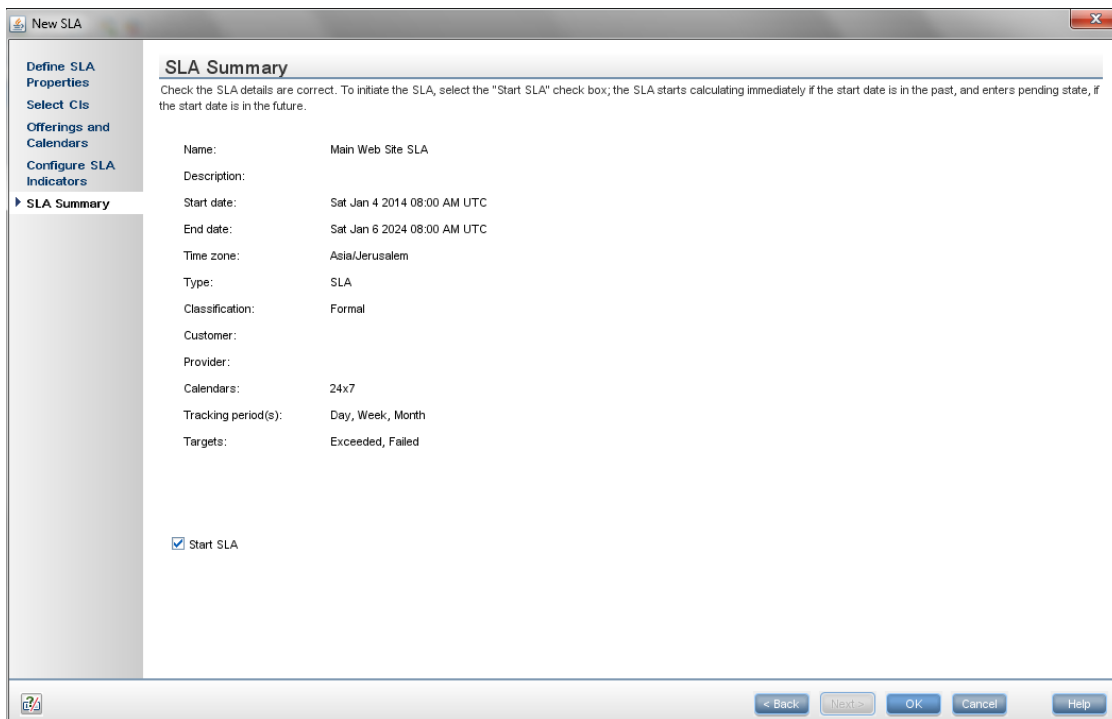 New SLA
Define SLA
Properties
Select CIs
Offerings and
Calendars
Configure SLA
Indicators
SLA Summary
SLA Summary
Check the SLA details are correct. To initiate the SLA, select the "Start SLA" check box; the SLA starts calculating immediately if the start date is in the past, and enters pending state, if
the start date is in the future.
Name: Main Web Site SLA
Description:
Start date: Sat Jan 4 2014 08:00 AM UTC
End date: Sat Jan 6 2024 08:00 AM UTC
Time zone: Asia/Jerusalem
Type: SLA
Classification: Formal
Customer:
Provider:
Calendars: 24x7
Tracking period(s): Day, Week, Month
Targets: Exceeded, Failed
Start SLA
< Back Next > OK Cancel Help